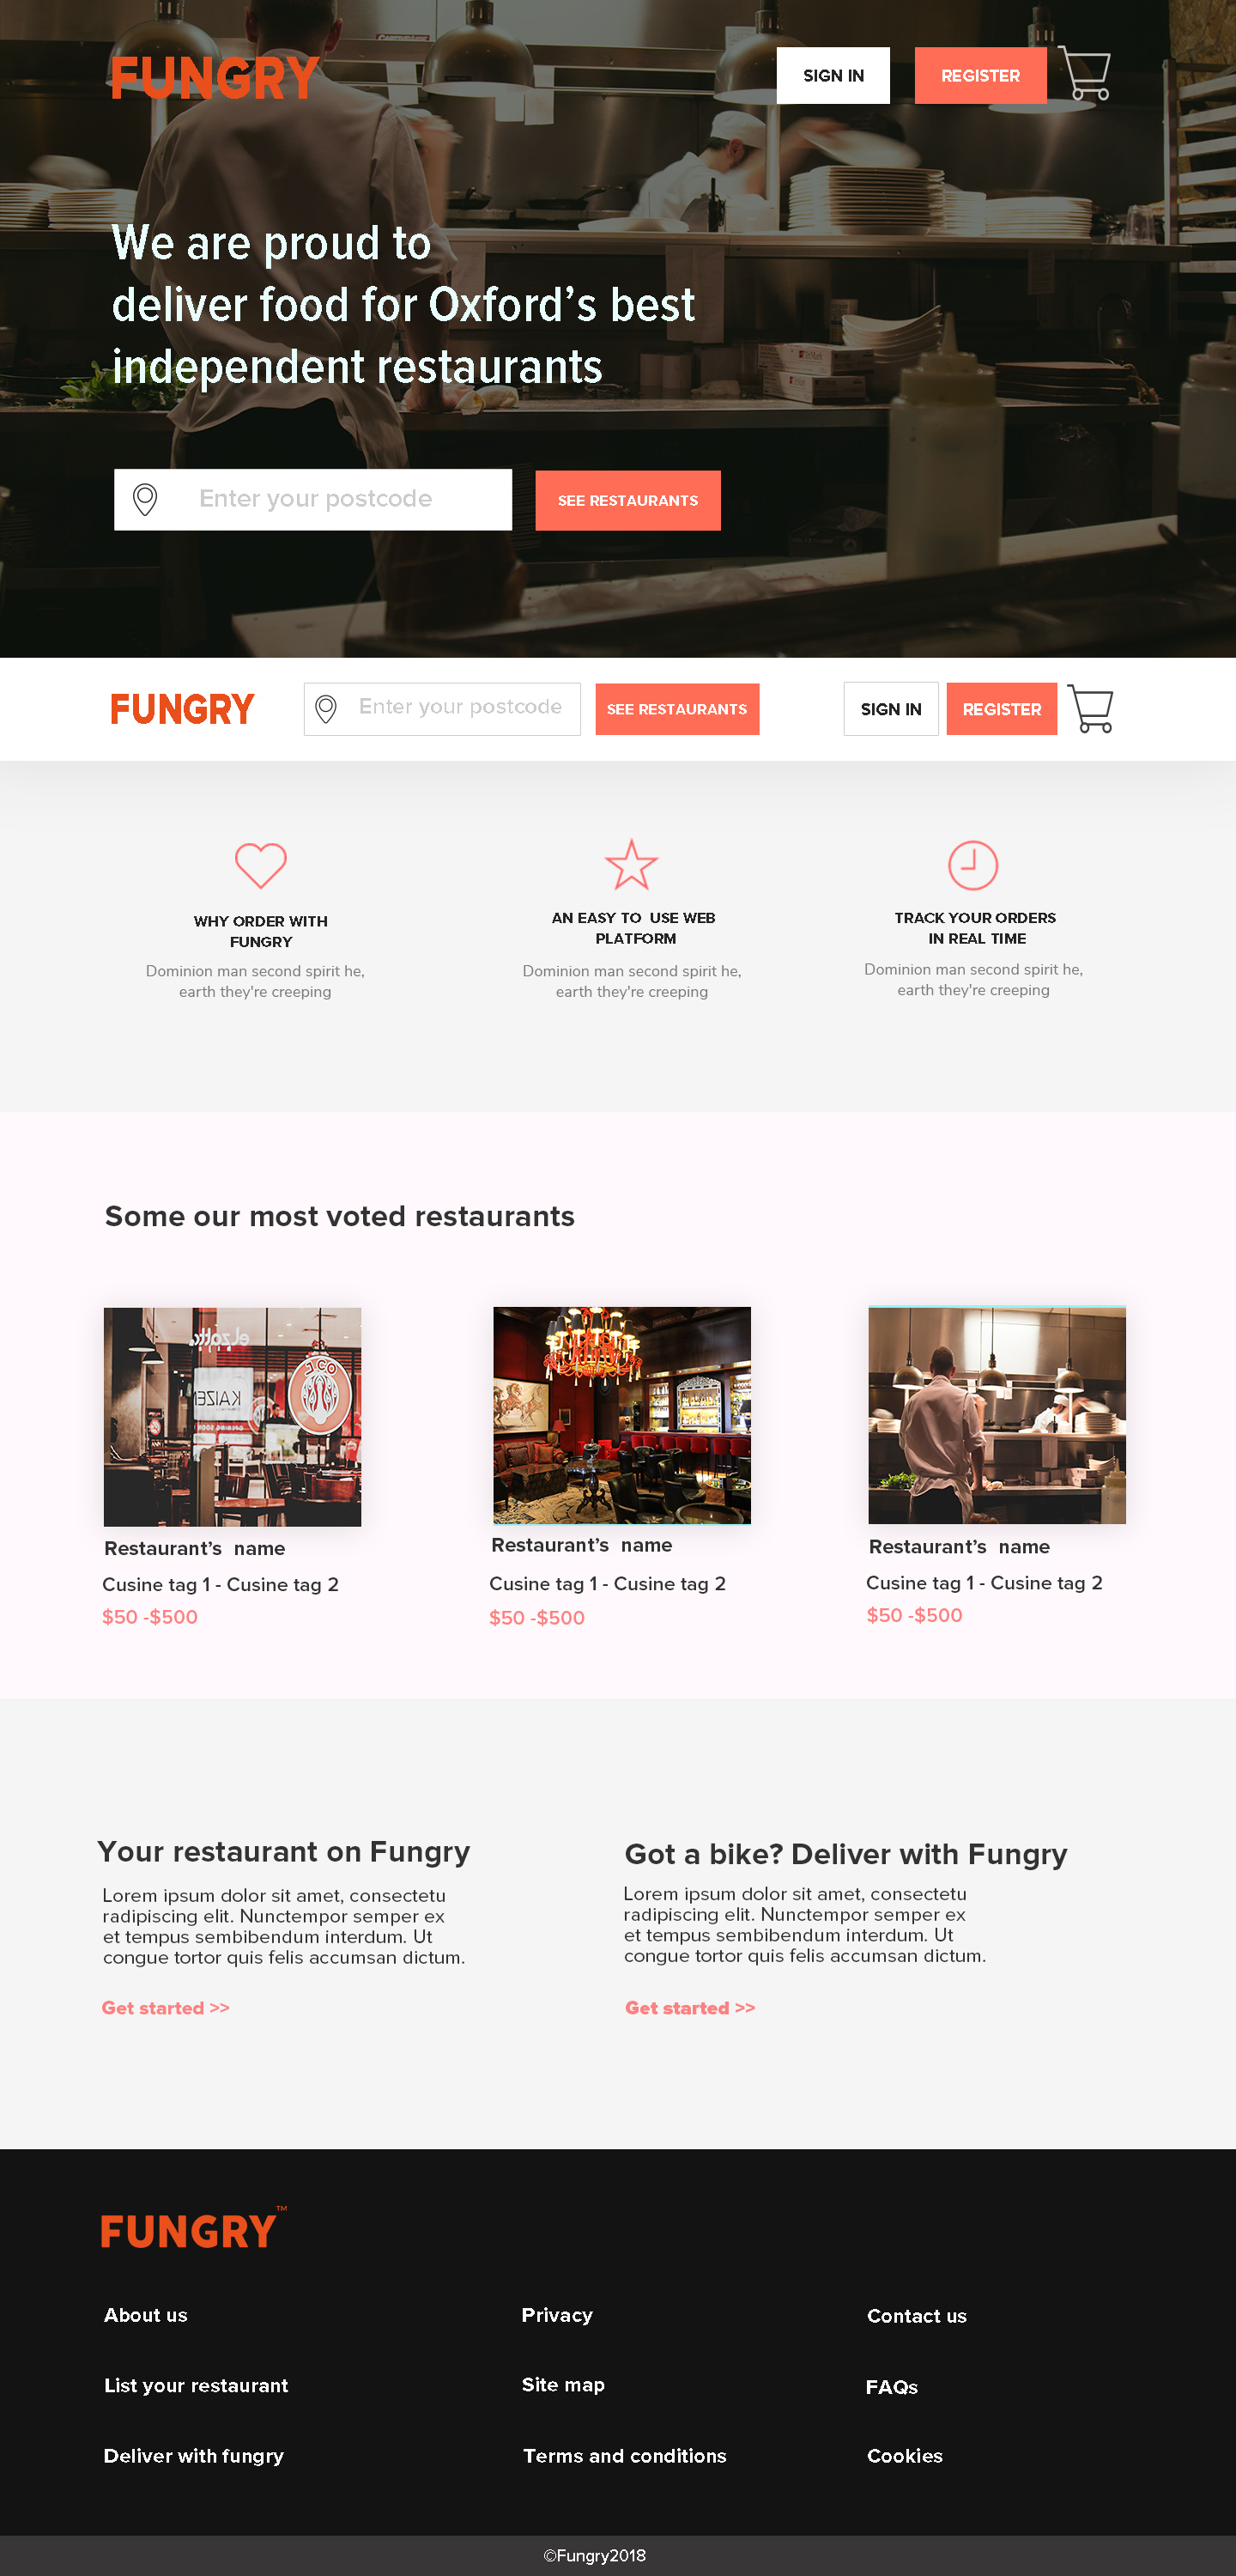 FUNGRY
SIGN IN
REGISTER
We are proud to
deliver food for Oxford’s best
independent restaurants
Enter your postcode
SEE RESTAURANTS
FUNGRY
Enter your postcode
SEE RESTAURANTS
SIGN IN
REGISTER
WHY ORDER WITH
FUNGRY
Dominion man second spirit he,
earth they're creeping
AN EASY TO  USE WEB
PLATFORM
Dominion man second spirit he,
earth they're creeping
TRACK YOUR ORDERS
IN REAL TIME
Dominion man second spirit he,
earth they're creeping
Some our most voted restaurants
J.CO
KAIZEN
Restaurant’s  name
Cusine tag 1 - Cusine tag 2
$50 -$500
Restaurant’s  name
Cusine tag 1 - Cusine tag 2
$50 -$500
Restaurant’s  name
Cusine tag 1 - Cusine tag 2
$50 -$500
Your restaurant on Fungry
Lorem ipsum dolor sit amet, consectetu
radipiscing elit. Nunctempor semper ex
et tempus sembibendum interdum. Ut
congue tortor quis felis accumsan dictum.
Get started >>
Got a bike? Deliver with Fungry
Lorem ipsum dolor sit amet, consectetu
radipiscing elit. Nunctempor semper ex
et tempus sembibendum interdum. Ut
congue tortor quis felis accumsan dictum.
Get started >>
FUNGRY™
About us
Privacy
Contact us
List your restaurant
Site map
FAQs
Deliver with fungry
Terms and conditions
Cookies
©Fungry2018